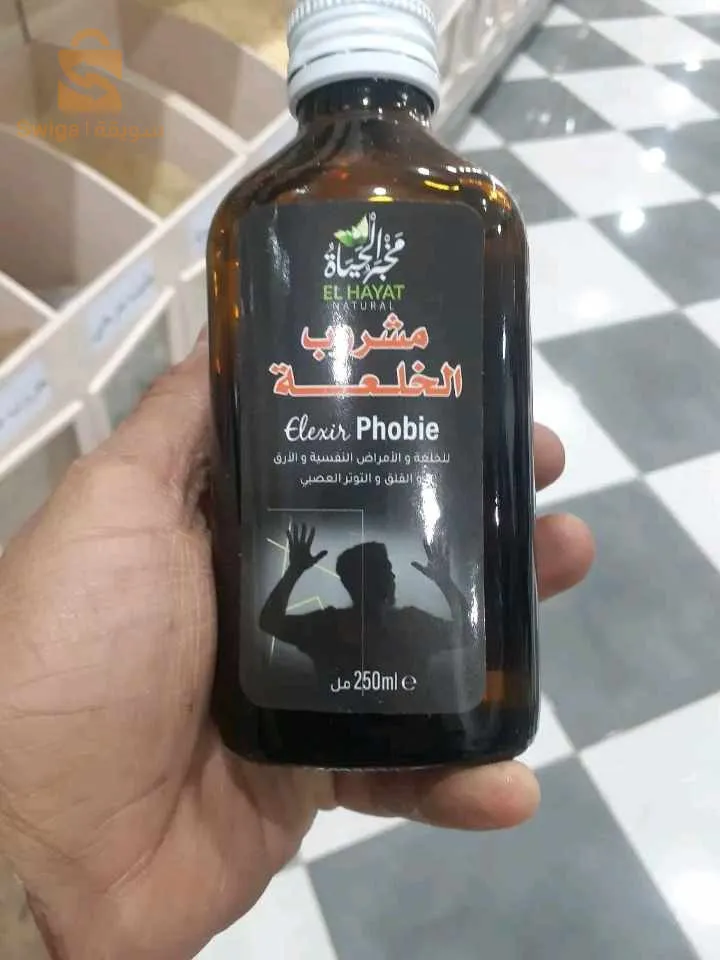 سويقة | Swiga
مخبر الحياة
EL HAYAT
NATURAL
مشروب
الخلعـــة
Elexir Phobie
للخلعة و الأمراض النفسية و الأرق
و القلق و التوتر العصبي
250ml e مل